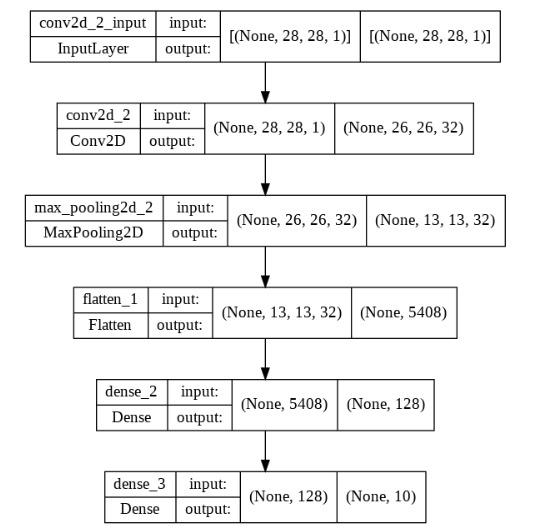 conv2d_2_input input: [(None, 28, 28, 1)] [(None, 28, 28, 1)]
InputLayer output:
conv2d_2 input: (None, 28, 28, 1) (None, 26, 26, 32)
Conv2D output:
max_pooling2d_2 input: (None, 26, 26, 32) (None, 13, 13, 32)
MaxPooling2D output:
flatten_1 input: (None, 13, 13, 32) (None, 5408)
Flatten output:
dense_2 input: (None, 5408) (None, 128)
Dense output:
dense_3 input: (None, 128) (None, 10)
Dense output: